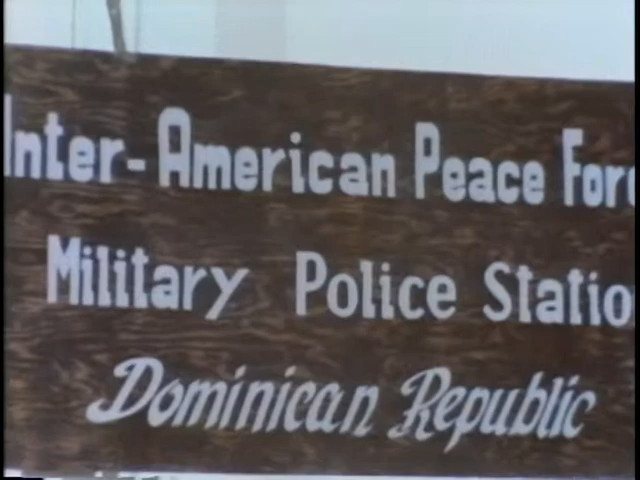 Inter-American Peace Forc
Military Police Statio
Dominican Republic